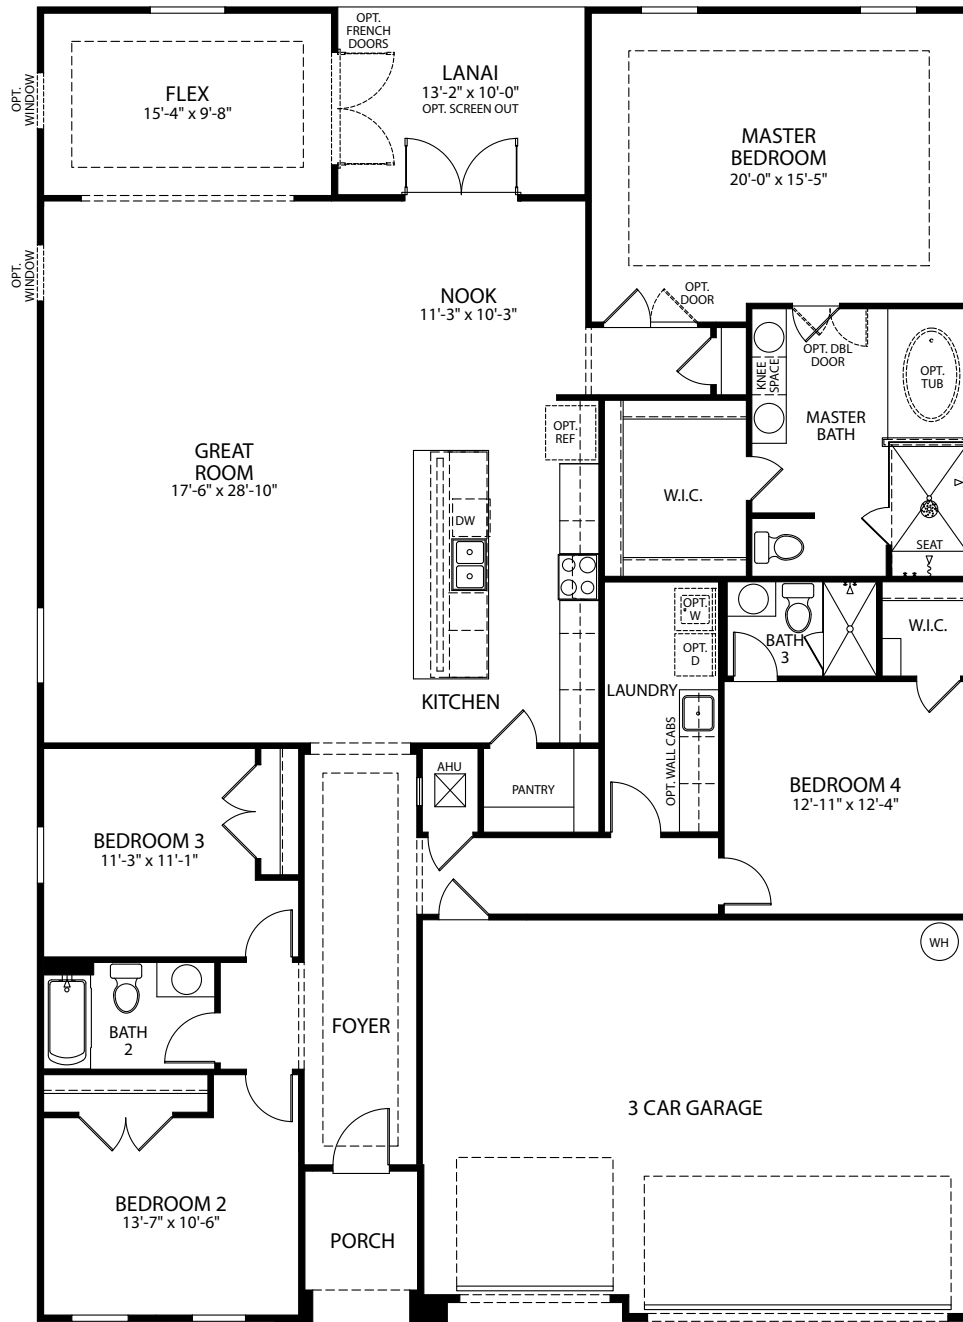 OPT.
FRENCH
DOORS
LANAI
13'-2" x 10'-0"
OPT. SCREEN OUT
FLEX
15'-4" x 9'-8"
OPT.
WINDOW
MASTER
BEDROOM
20'-0" x 15'-5"
OPT.
WINDOW
NOOK
11'-3" x 10'-3"
OPT.
DOOR
OPT. DBL
DOOR
KNEE
SPACE
OPT.
TUB
MASTER
BATH
OPT.
REF
GREAT
ROOM
17'-6" x 28'-10"
W.I.C.
DW
SEAT
OPT.
W
OPT.
D
BATH
3
W.I.C.
LAUNDRY
KITCHEN
OPT. WALL CABS
AHU
PANTRY
BEDROOM 4
12'-11" x 12'-4"
BEDROOM 3
11'-3" x 11'-1"
WH
FOYER
BATH
2
3 CAR GARAGE
BEDROOM 2
13'-7" x 10'-6"
PORCH